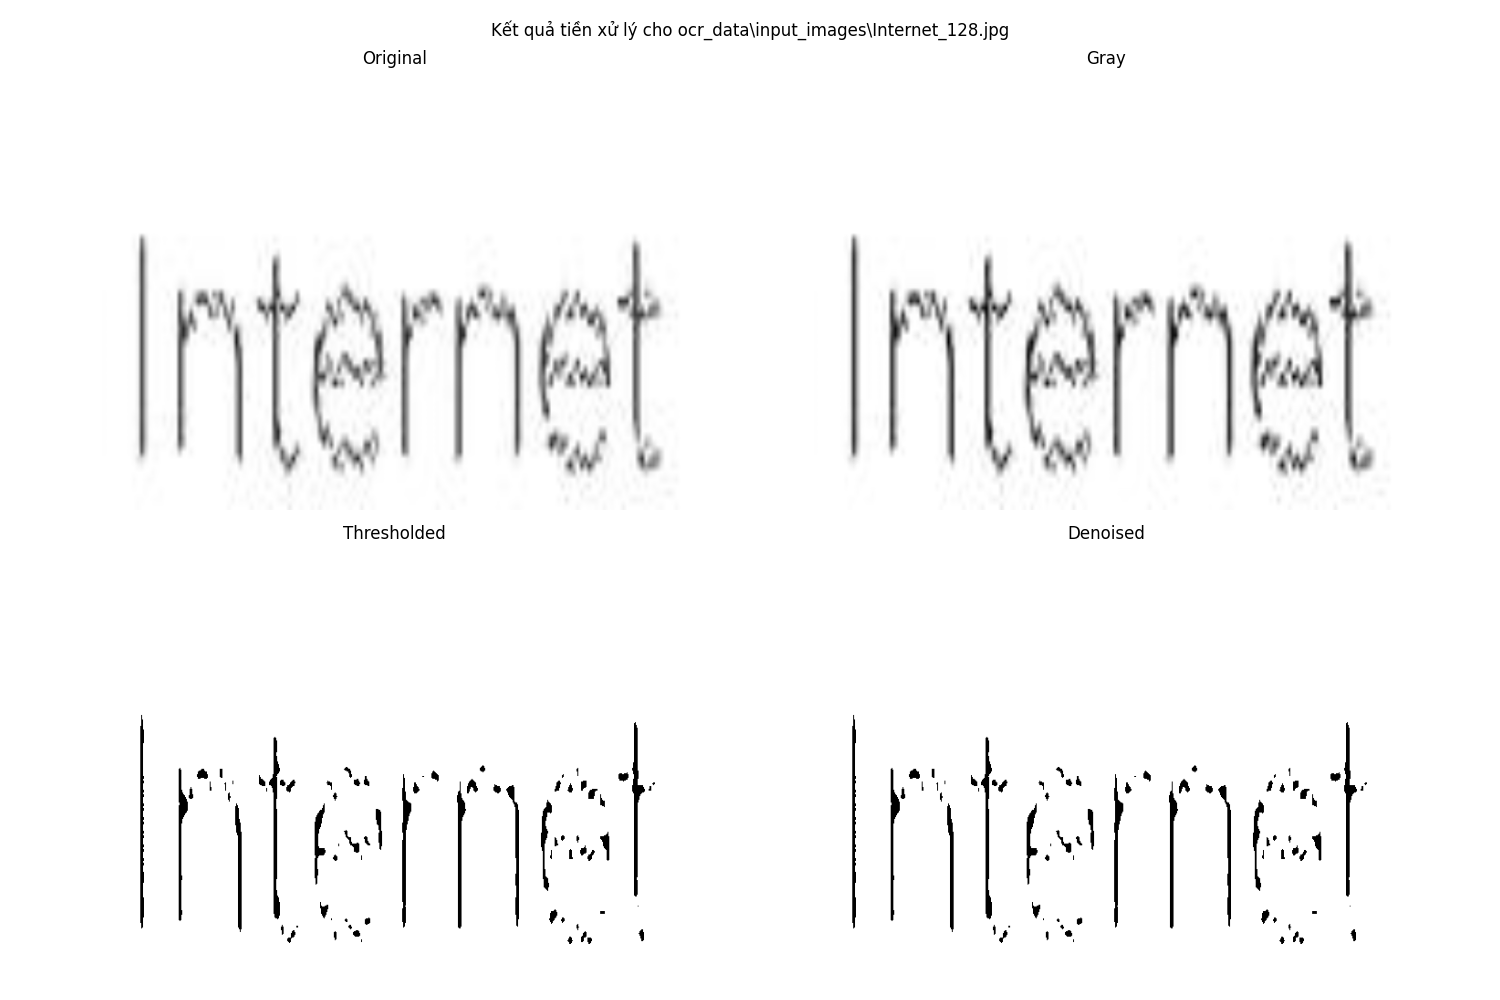 Kết quả tiền xử lý cho ocr_data\input_images\Internet_128.jpg
Original
Gray
Internet
Internet
Thresholded
Denoised
Internet
Internet